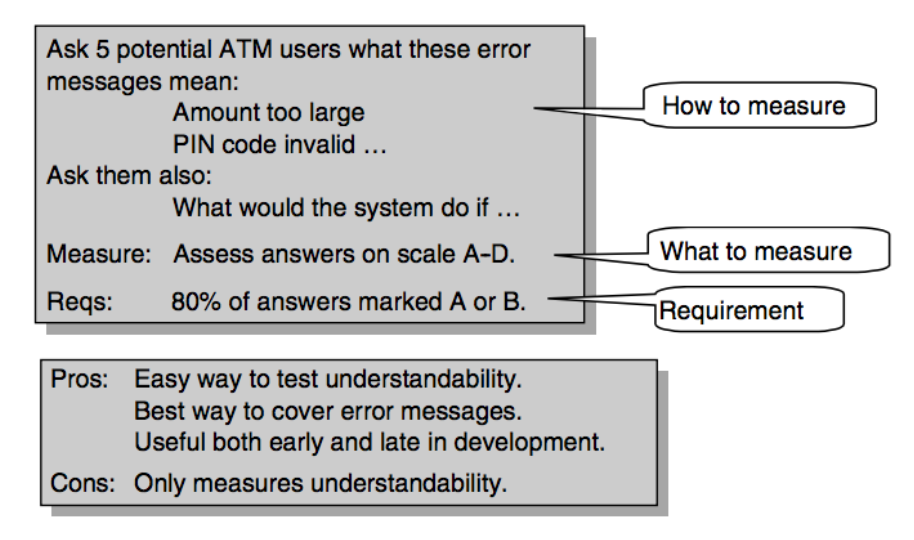 Ask 5 potential ATM users what these error
messages mean:
Amount too large
PIN code invalid …
Ask them also:
What would the system do if …
Measure: Assess answers on scale A–D.
Reqs: 80% of answers marked A or B.
How to measure
What to measure
Requirement
Pros: Easy way to test understandability.
Best way to cover error messages.
Useful both early and late in development.
Cons: Only measures understandability.